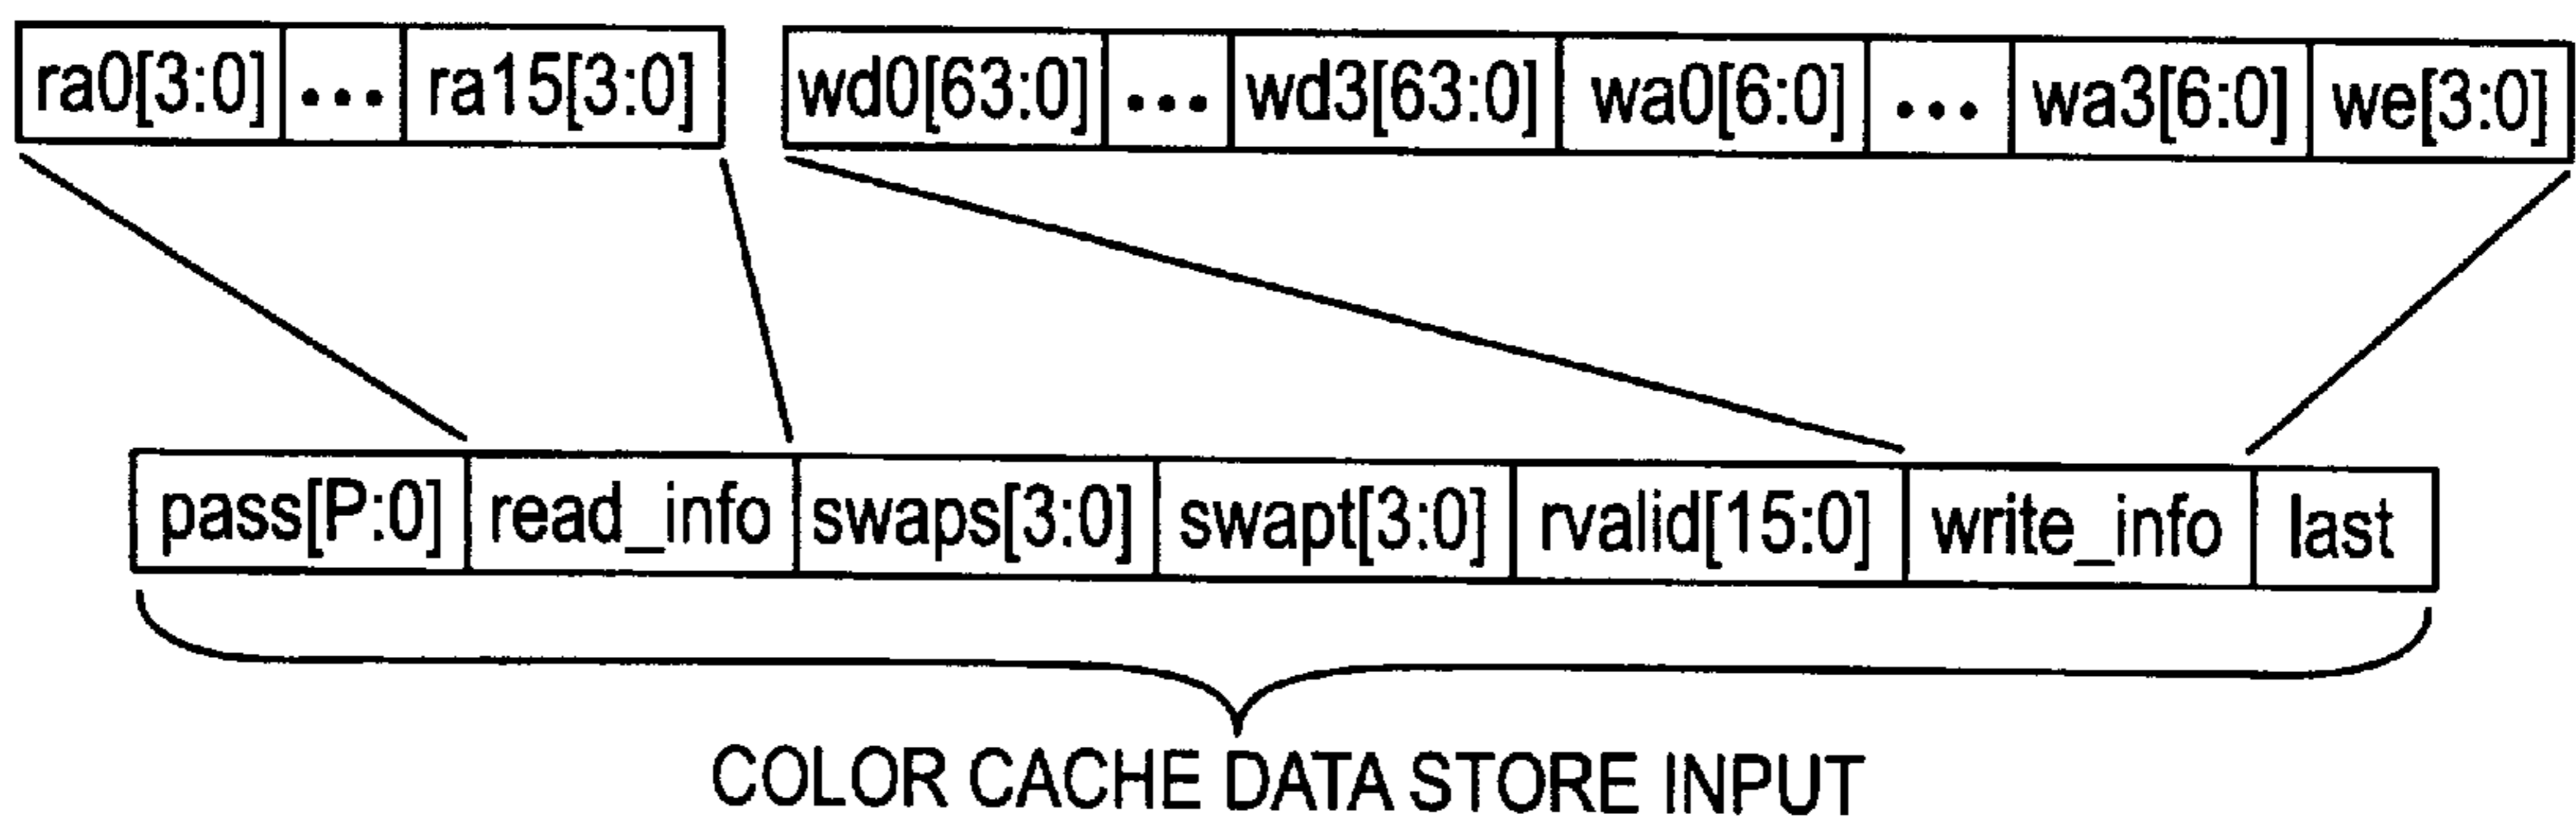 ra0[3:0] ... ra15[3:0] wd0[63:0] ... wd3[63:0] wa0[6:0] ... wa3[6:0] we[3:0]
pass[P:0] read_info swaps[3:0] swapt[3:0] rvalid[15:0] write_info last
COLOR CACHE DATA STORE INPUT